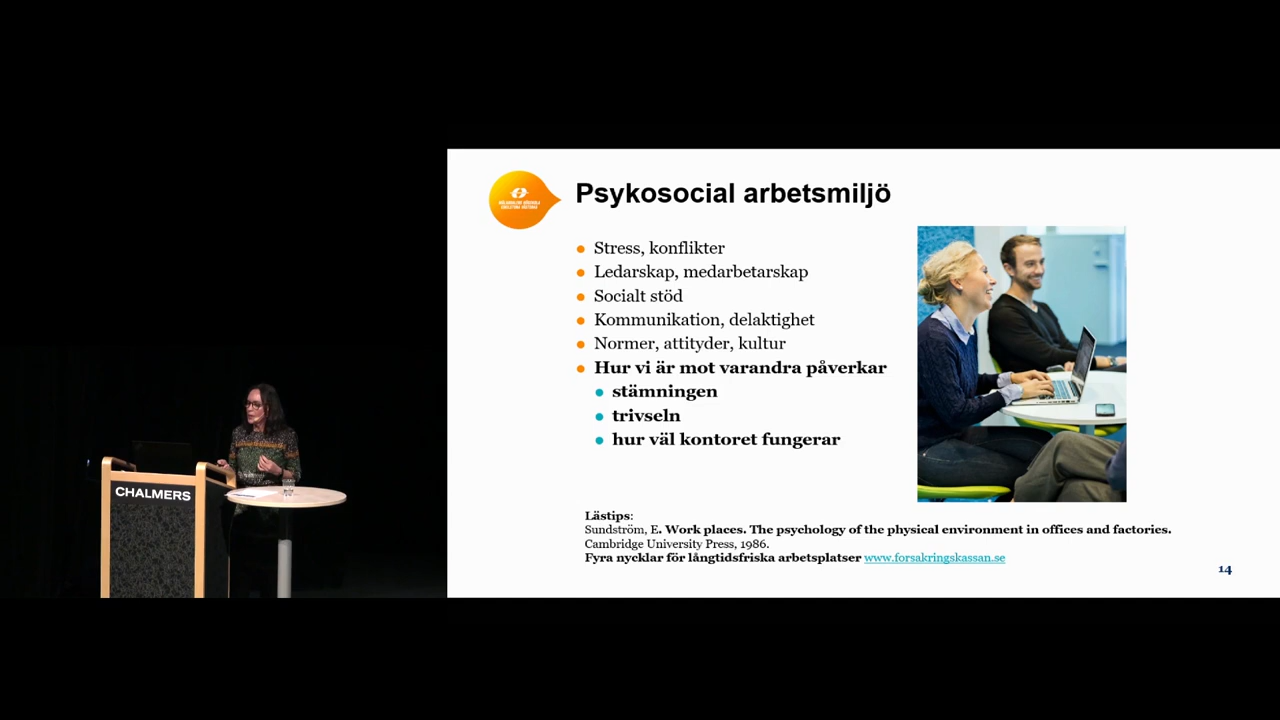 Psykosocial arbetsmiljö
Stress, konflikter
Ledarskap, medarbetarskap
Socialt stöd
Kommunikation, delaktighet
Normer, attityder, kultur
Hur vi är mot varandra påverkar
stämningen
trivseln
hur väl kontoret fungerar
Lästips:
Sundström, E. Work places. The psychology of the physical environment in offices and factories.
Cambridge University Press, 1986.
Fyra nycklar för långtidsfriska arbetsplatser www.forsakringskassan.se
14
CHALMERS